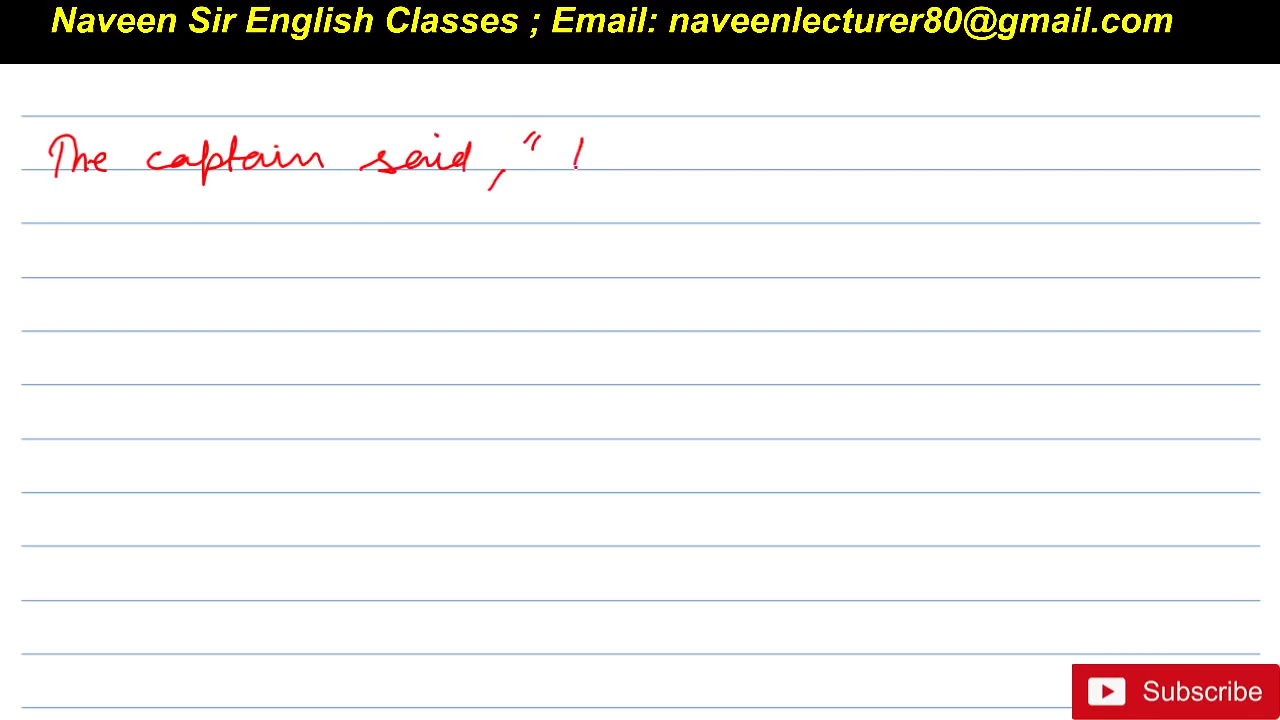 Naveen Sir English Classes ; Email: naveenlecturer80@gmail.com
The captain said, "
Subscribe